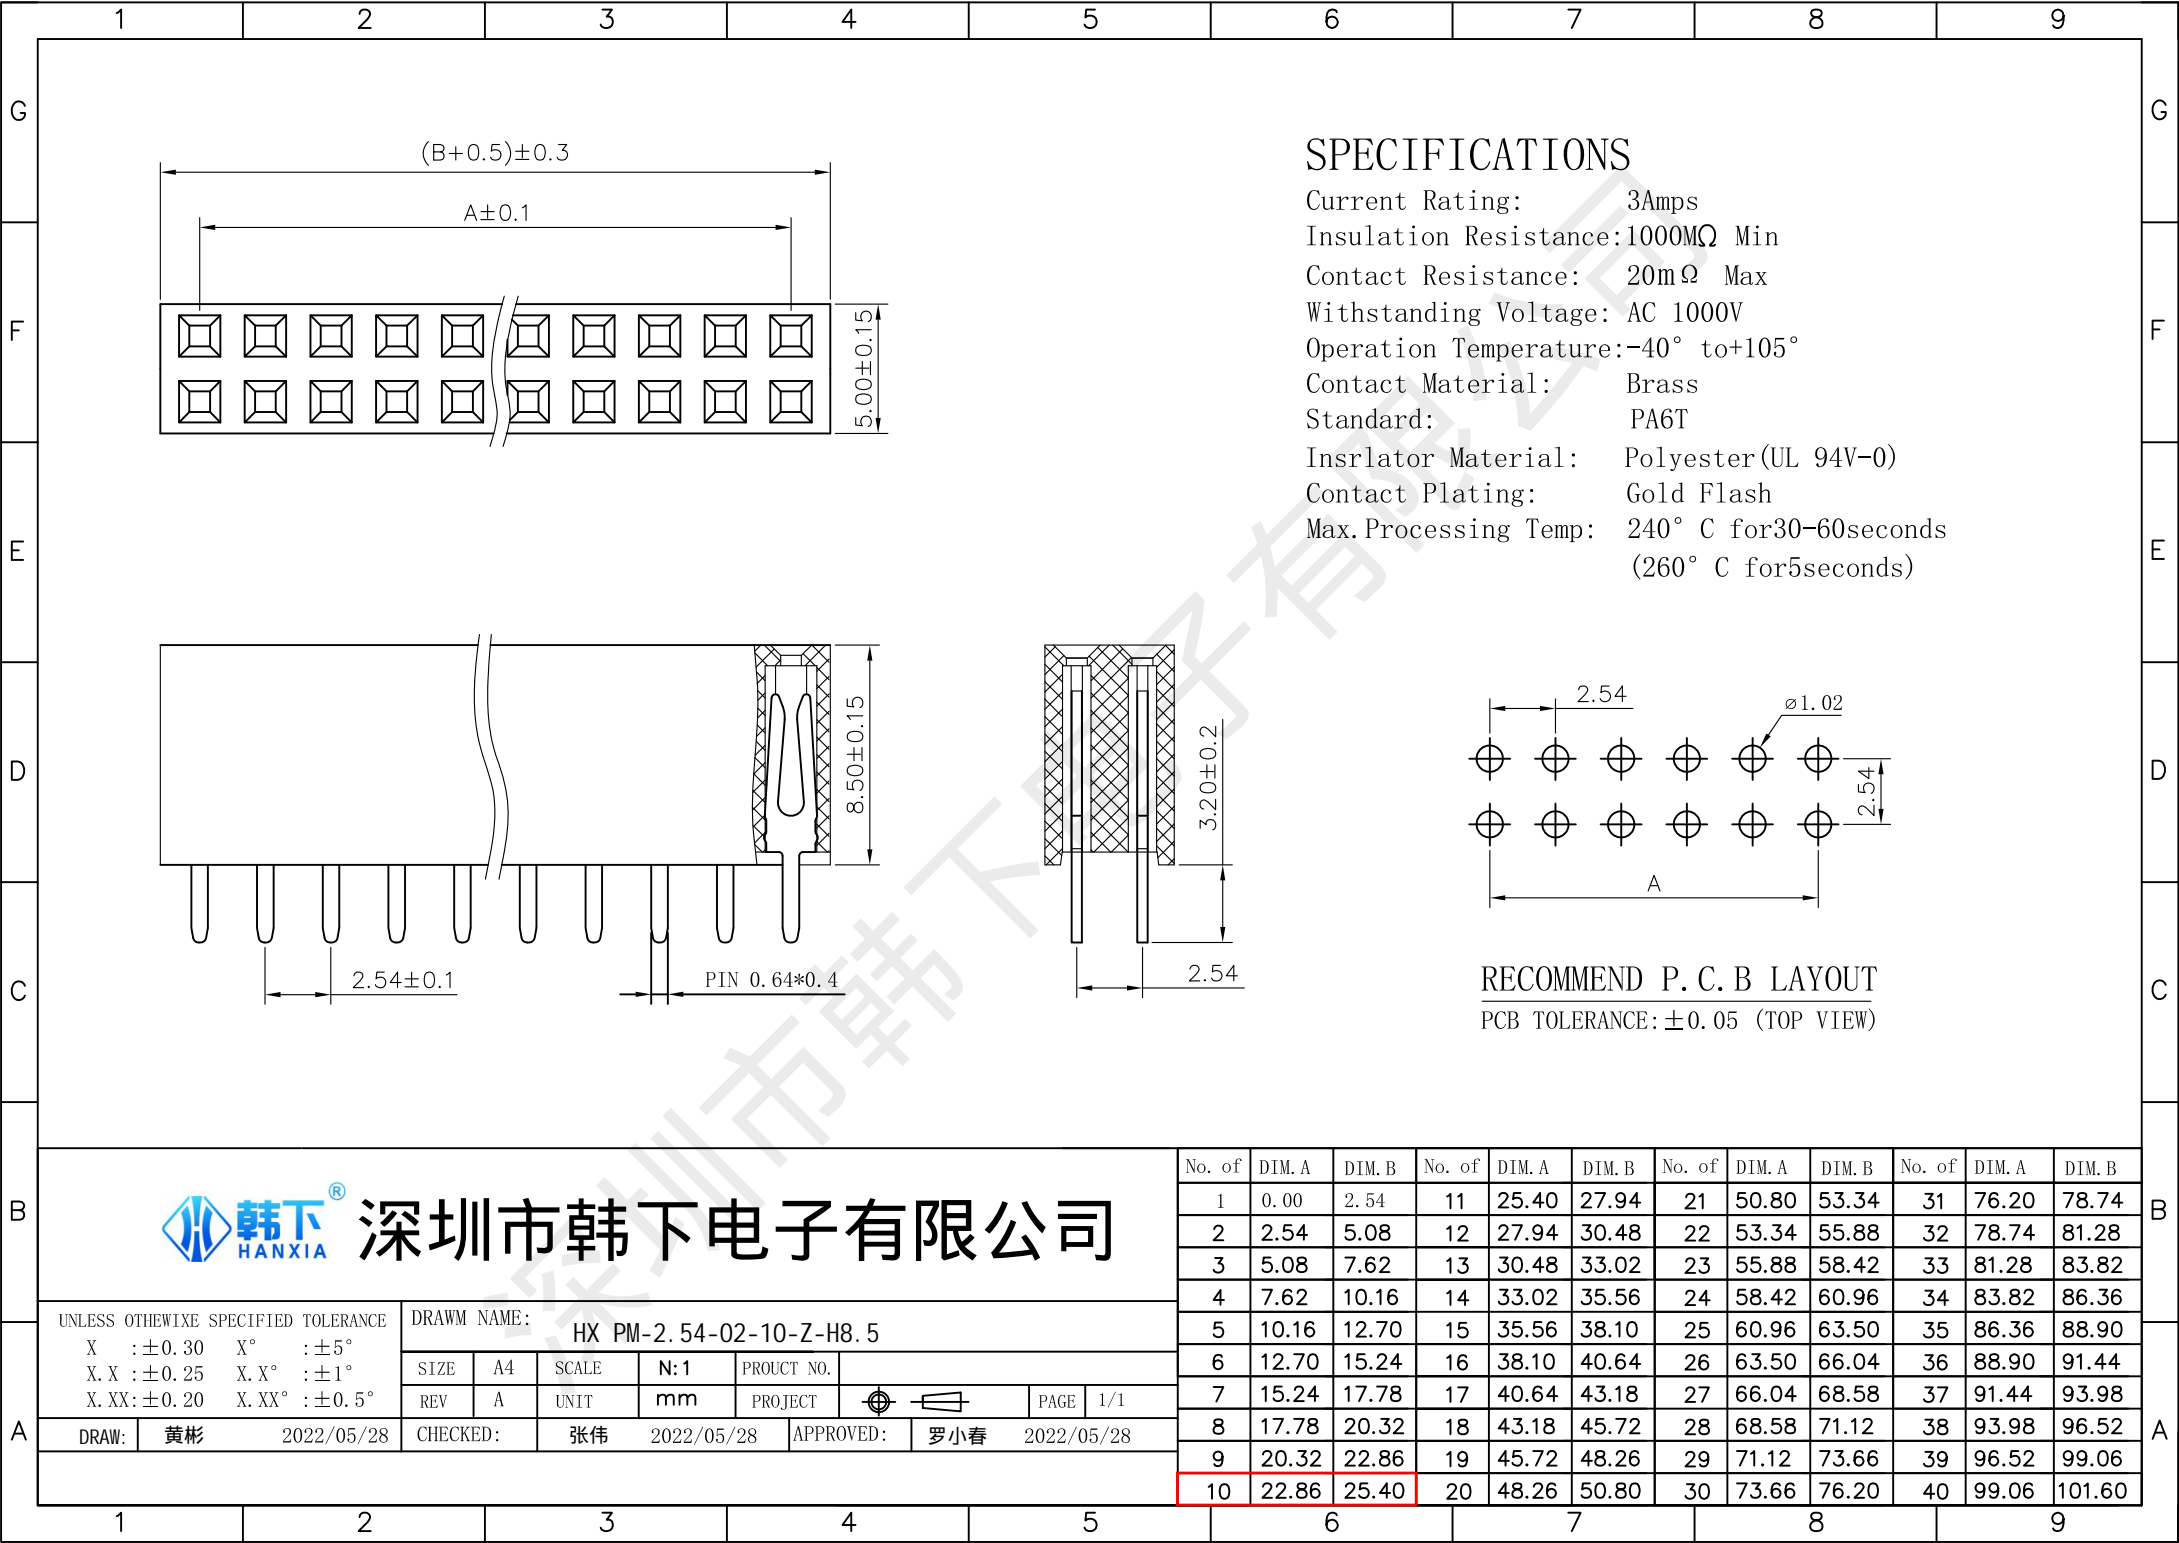 1 2 3 4 5 6 7 8 9
G G
F F
E E
D D
C C
B B
A A
(B+0.5)±0.3
A±0.1
5.00±0.15
SPECIFICATIONS
Current Rating: 3Amps
Insulation Resistance:1000MΩ Min
Contact Resistance: 20mΩ Max
Withstanding Voltage: AC 1000V
Operation Temperature:-40° to+105°
Contact Material: Brass
Standard: PA6T
Insrlator Material: Polyester(UL 94V-0)
Contact Plating: Gold Flash
Max.Processing Temp: 240° C for30-60seconds
(260° C for5seconds)
8.50±0.15
2.54±0.1
PIN 0.64*0.4
3.20±0.2
2.54
2.54
⌀1.02
2.54
A
RECOMMEND P.C.B LAYOUT
PCB TOLERANCE:±0.05 (TOP VIEW)
深圳市韩下电子有限公司
韩下®
HANXIA
深圳市韩下电子有限公司
UNLESS OTHEWIXE SPECIFIED TOLERANCE
X :±0.30 X° :±5°
X.X :±0.25 X.X° :±1°
X.XX:±0.20 X.XX° :±0.5°
DRAWM NAME:
HX PM-2.54-02-10-Z-H8.5
SIZE A4 SCALE N:1 PROUCT NO.
REV A UNIT mm PROJECT PAGE 1/1
DRAW: 黄彬 2022/05/28 CHECKED: 张伟 2022/05/28 APPROVED: 罗小春 2022/05/28
No. of DIM.A DIM.B No. of DIM.A DIM.B No. of DIM.A DIM.B No. of DIM.A DIM.B
1 0.00 2.54 11 25.40 27.94 21 50.80 53.34 31 76.20 78.74
2 2.54 5.08 12 27.94 30.48 22 53.34 55.88 32 78.74 81.28
3 5.08 7.62 13 30.48 33.02 23 55.88 58.42 33 81.28 83.82
4 7.62 10.16 14 33.02 35.56 24 58.42 60.96 34 83.82 86.36
5 10.16 12.70 15 35.56 38.10 25 60.96 63.50 35 86.36 88.90
6 12.70 15.24 16 38.10 40.64 26 63.50 66.04 36 88.90 91.44
7 15.24 17.78 17 40.64 43.18 27 66.04 68.58 37 91.44 93.98
8 17.78 20.32 18 43.18 45.72 28 68.58 71.12 38 93.98 96.52
9 20.32 22.86 19 45.72 48.26 29 71.12 73.66 39 96.52 99.06
10 22.86 25.40 20 48.26 50.80 30 73.66 76.20 40 99.06 101.60
1 2 3 4 5 6 7 8 9